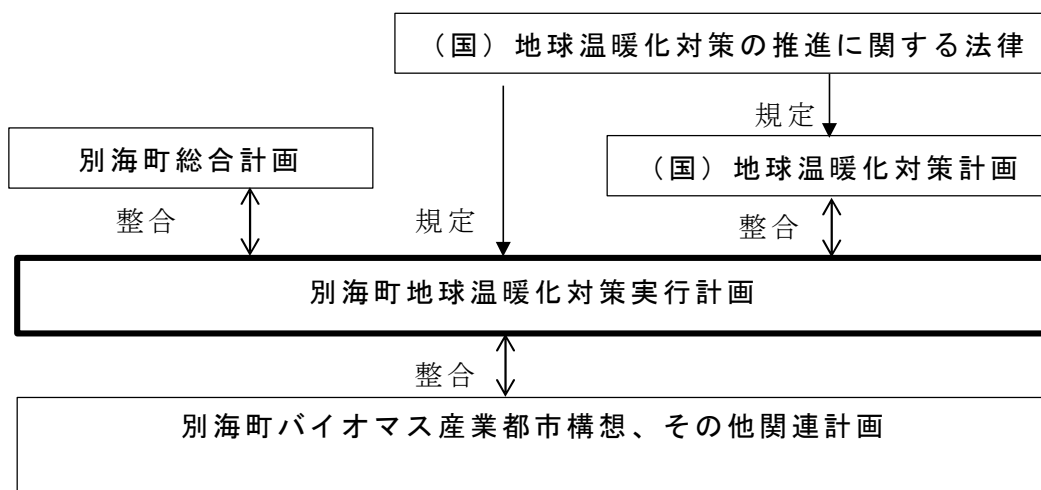 （国）地球温暖化対策の推進に関する法律
規定
別海町総合計画
（国）地球温暖化対策計画
整合
規定
整合
別海町地球温暖化対策実行計画
整合
別海町バイオマス産業都市構想、その他関連計画